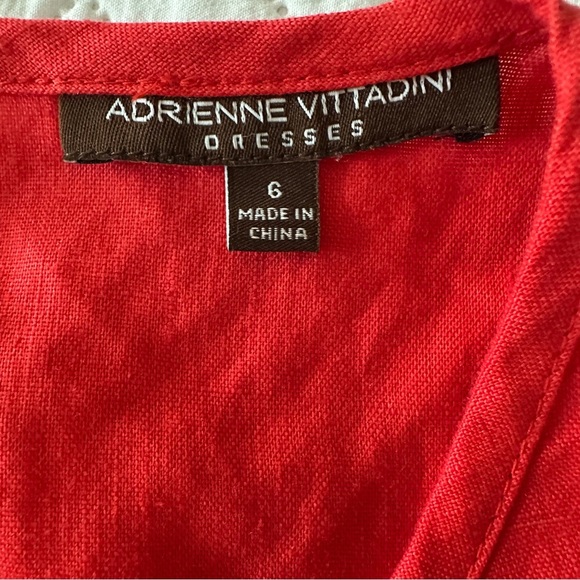 ADRIENNE VITTADINI
DRESSES
6
MADE IN
CHINA